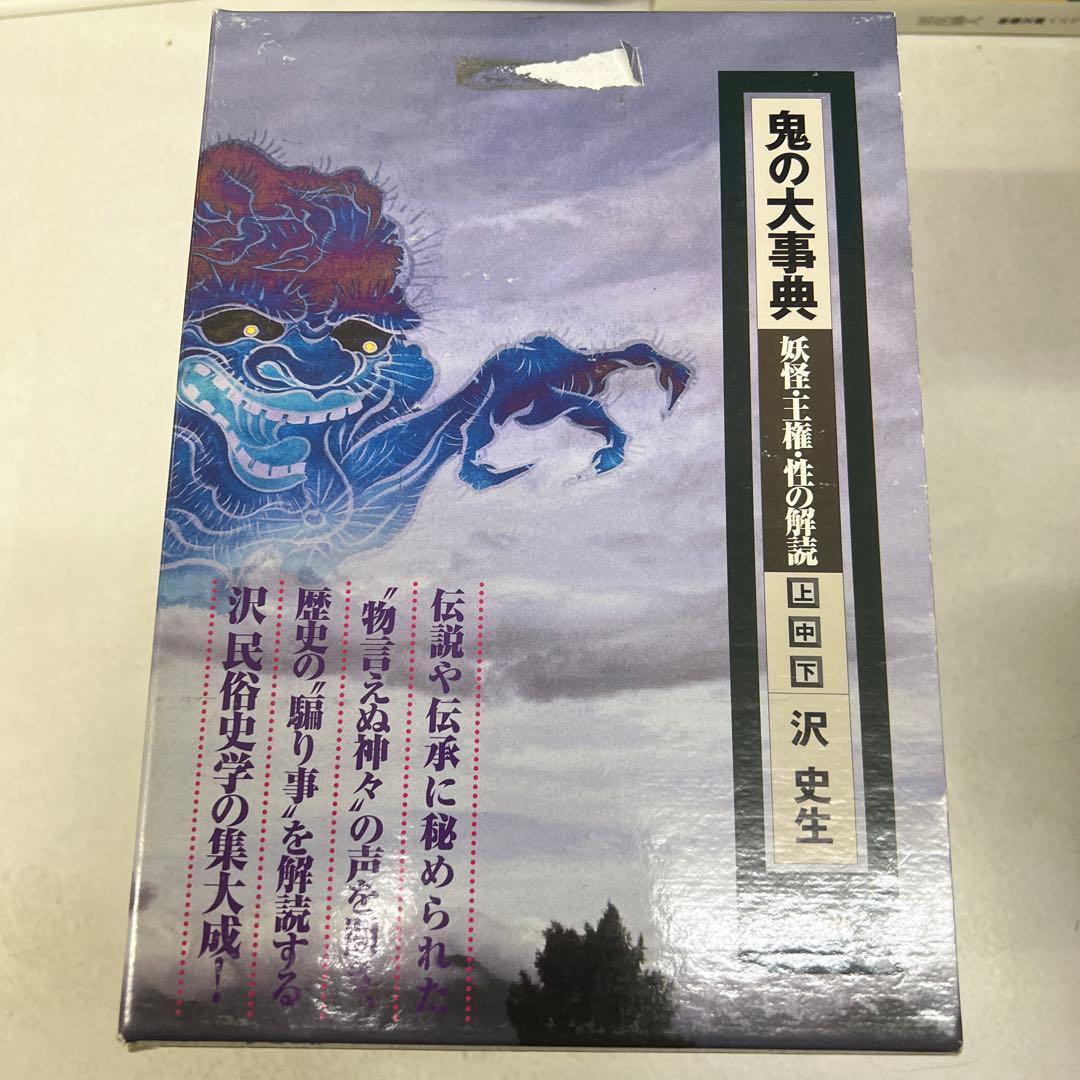 鬼の大事典
妖怪・王権・性の解読
上
中
下
沢 史生
伝説や伝承に秘められた
〝物言えぬ神々〟の声を聞き、
歴史の〝騙り事〟を解読する
沢民俗史学の集大成!